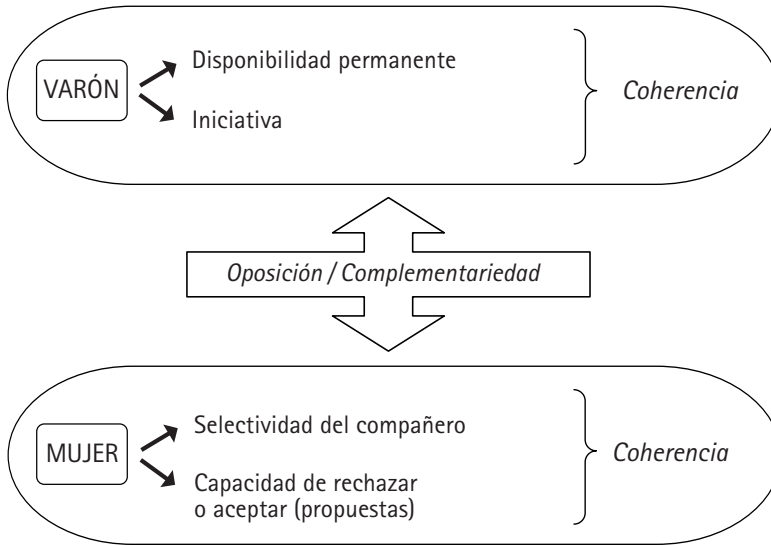 Disponibilidad permanente
VARÓN
Iniciativa
Coherencia
Oposición / Complementariedad
Selectividad del compañero
MUJER
Capacidad de rechazar
o aceptar (propuestas)
Coherencia